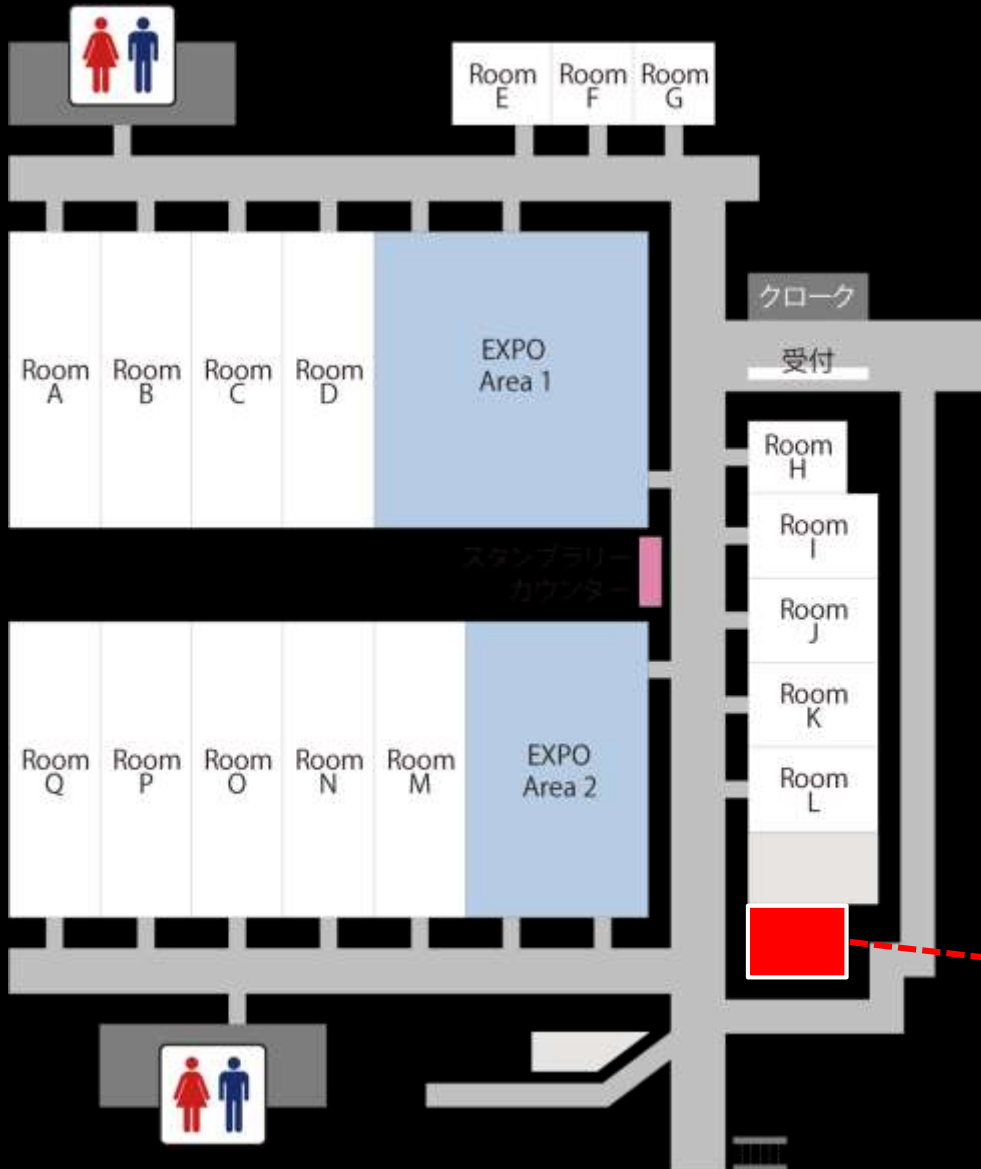 Room
E
Room
F
Room
G
Room
A
Room
B
Room
C
Room
D
EXPO
Area 1
クローク
受付
Room
H
Room
I
Room
J
Room
K
Room
L
スタンプラリー
カウンター
Room
Q
Room
P
Room
O
Room
N
Room
M
EXPO
Area 2